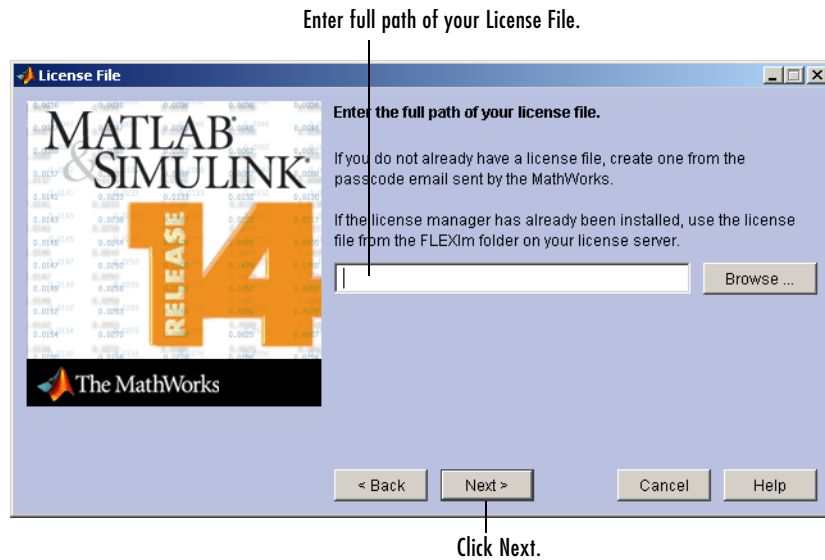 Enter full path of your License File.
License File
MATLAB®
& SIMULINK®
RELEASE 14
The MathWorks
Enter the full path of your license file.
If you do not already have a license file, create one from the
passcode email sent by the MathWorks.
If the license manager has already been installed, use the license
file from the FLEXlm folder on your license server.
Browse ...
< Back
Next >
Cancel
Help
Click Next.